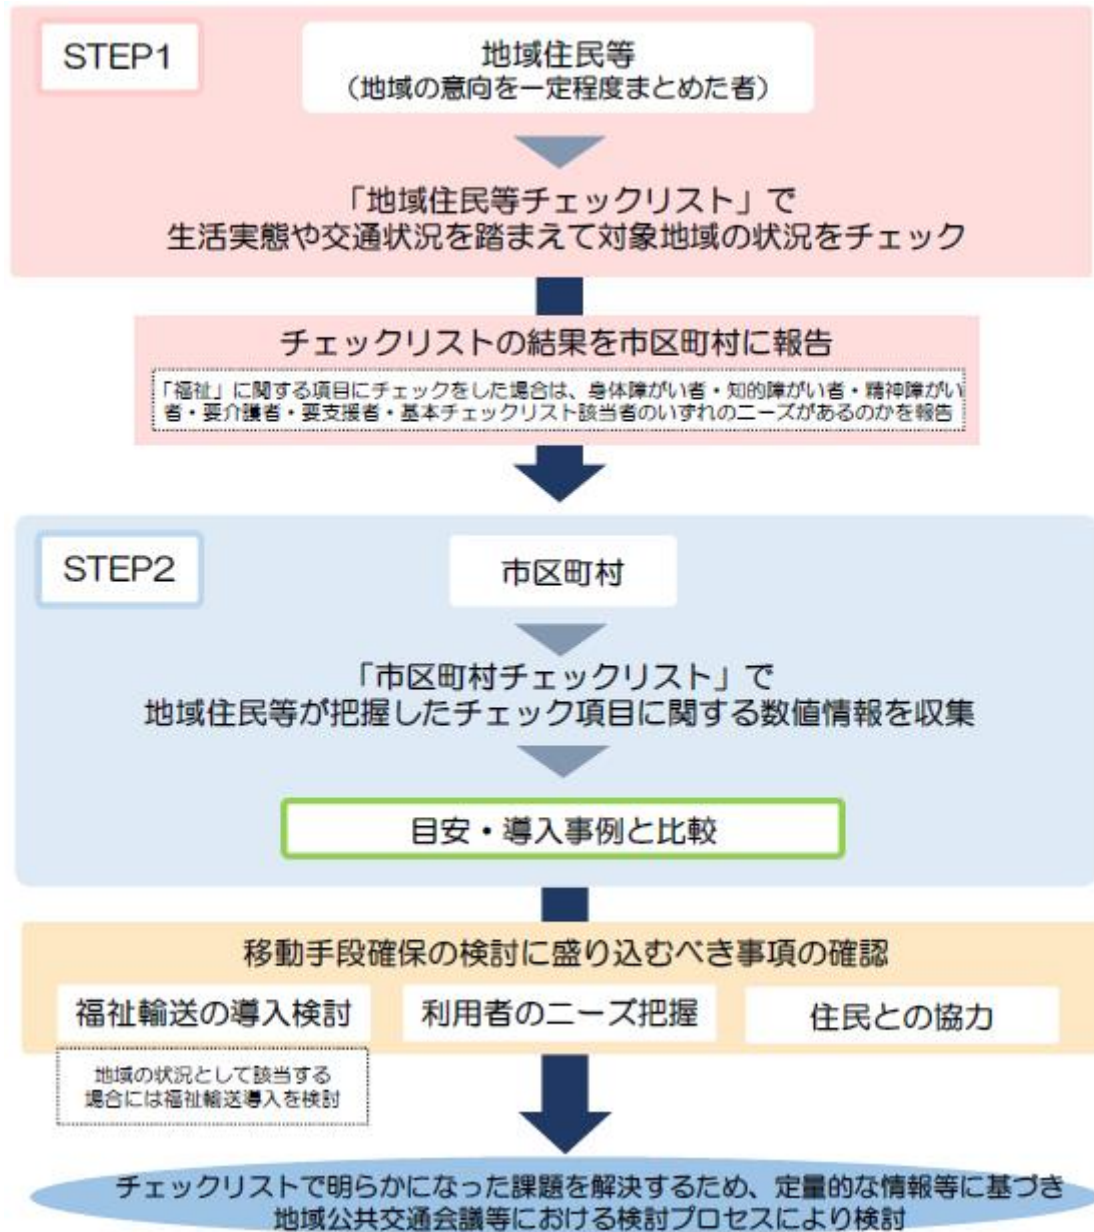 STEP1
地域住民等
（地域の意向を一定程度まとめた者）
「地域住民等チェックリスト」で
生活実態や交通状況を踏まえて対象地域の状況をチェック
チェックリストの結果を市区町村に報告
「福祉」に関する項目にチェックをした場合は、身体障がい者・知的障がい者・精神障がい
者・要介護者・要支援者・基本チェックリスト該当者のいずれのニーズがあるのかを報告
STEP2
市区町村
「市区町村チェックリスト」で
地域住民等が把握したチェック項目に関する数値情報を収集
目安・導入事例と比較
移動手段確保の検討に盛り込むべき事項の確認
福祉輸送の導入検討
利用者のニーズ把握
住民との協力
地域の状況として該当する
場合には福祉輸送導入を検討
チェックリストで明らかになった課題を解決するため、定量的な情報等に基づき
地域公共交通会議等における検討プロセスにより検討